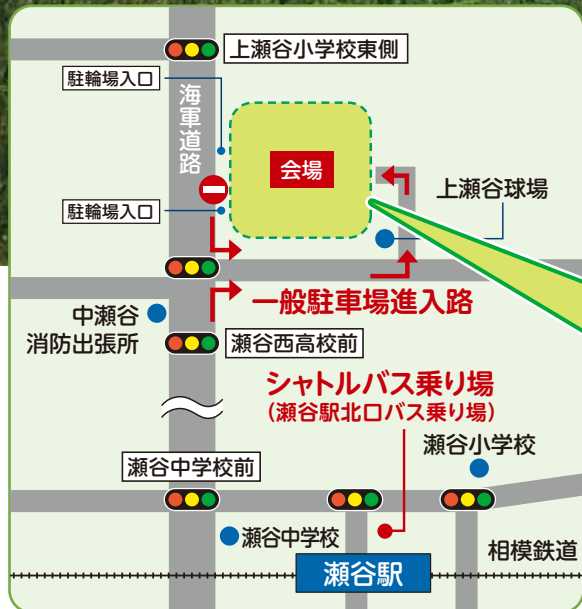 上瀬谷小学校東側
駐輪場入口
海軍道路
会場
上瀬谷球場
駐輪場入口
一般駐車場進入路
中瀬谷
消防出張所
瀬谷西高校前
シャトルバス乗り場
(瀬谷駅北口バス乗り場)
瀬谷小学校
瀬谷中学校前
瀬谷中学校
相模鉄道
瀬谷駅